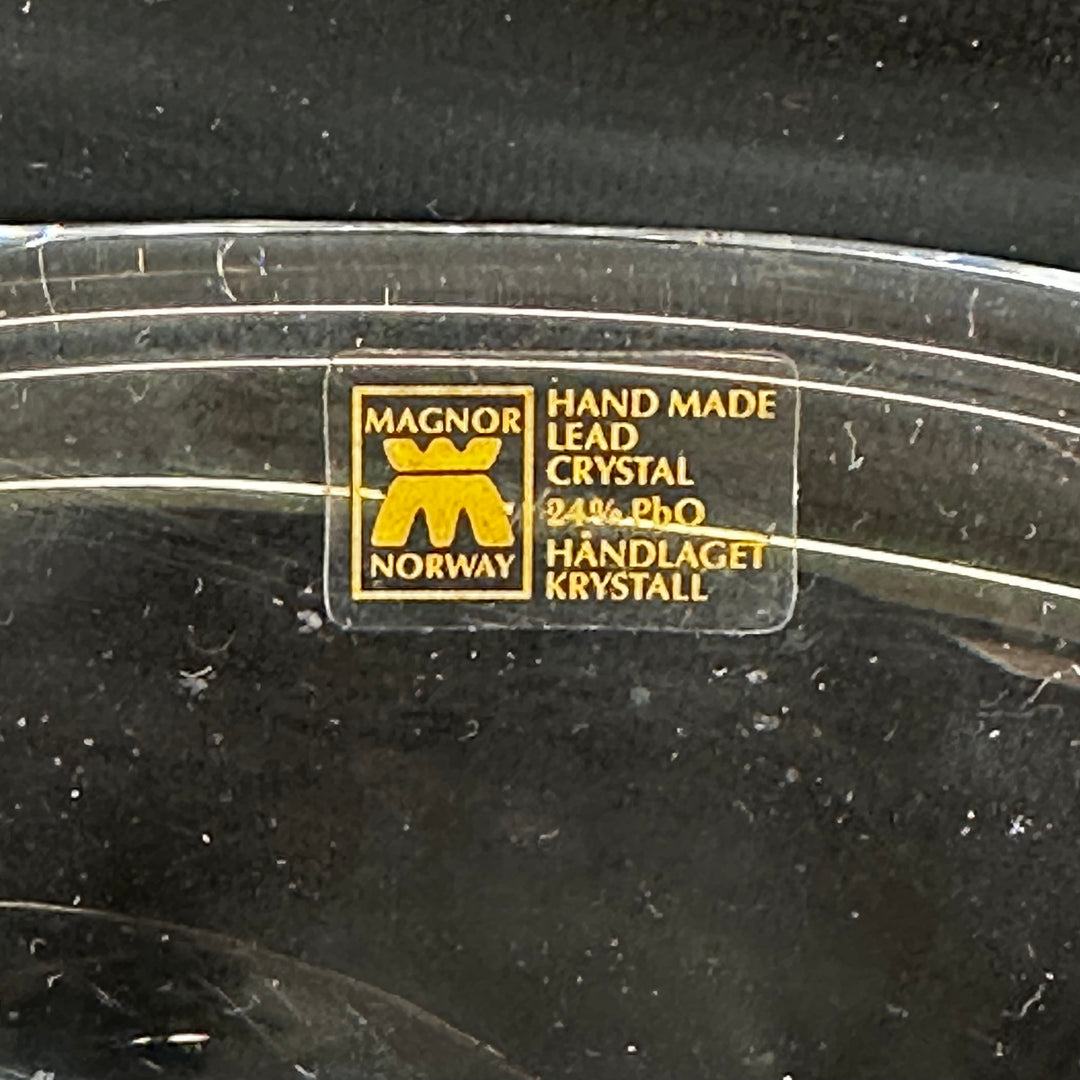 MAGNOR
NORWAY
HAND MADE
LEAD
CRYSTAL
24% PbO
HÅNDLAGET
KRYSTALL